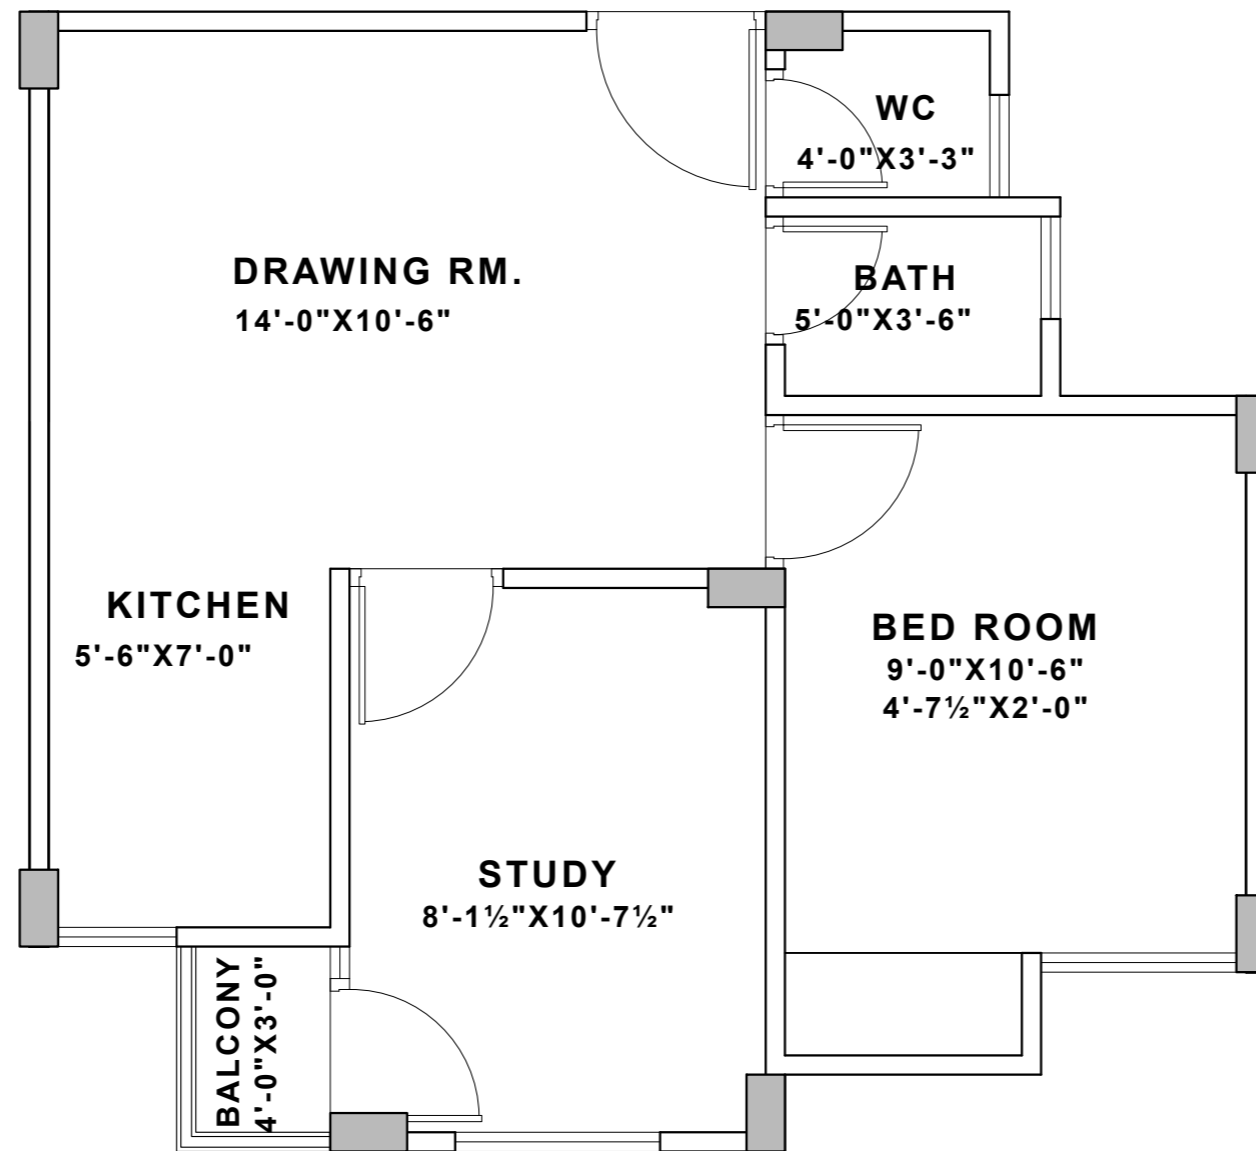 WC
4'-0"X3'-3"
DRAWING RM.
14'-0"X10'-6"
BATH
5'-0"X3'-6"
KITCHEN
5'-6"X7'-0"
BED ROOM
9'-0"X10'-6"
4'-7½"X2'-0"
STUDY
8'-1½"X10'-7½"
BALCONY
4'-0"X3'-0"